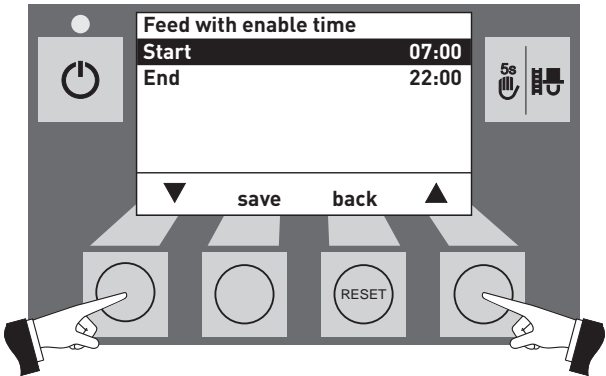 Feed with enable time
Start 07:00
End 22:00
5s
save back
RESET